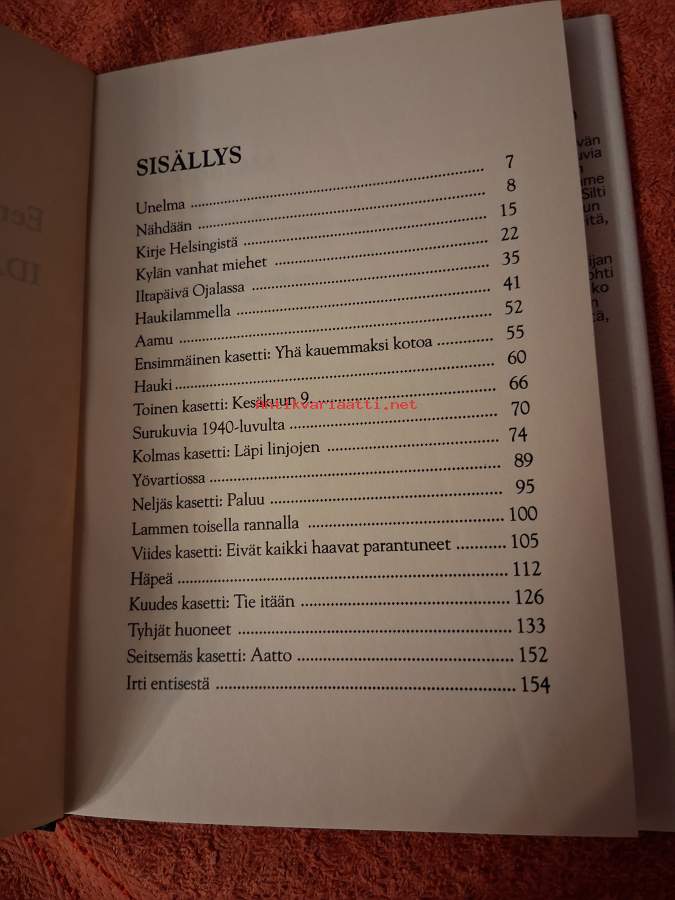 SISÄLLYS
Unelma 7
Nähdään 8
Kirje Helsingistä 15
Kylän vanhat miehet 22
Iltapäivä Ojalassa 35
Haukilammella 41
Aamu 52
Ensimmäinen kasetti: Yhä kauemmaksi kotoa 55
Hauki 60
Toinen kasetti: Kesäkuun 9. 66
Surukuvia 1940-luvulta 70
Kolmas kasetti: Läpi linjojen 74
Yövartiossa 89
Neljäs kasetti: Paluu 95
Lammen toisella rannalla 100
Viides kasetti: Eivät kaikki haavat parantuneet 105
Häpeä 112
Kuudes kasetti: Tie itään 126
Tyhjät huoneet 133
Seitsemäs kasetti: Aatto 152
Irti entisestä 154
Antikvariaatti.net